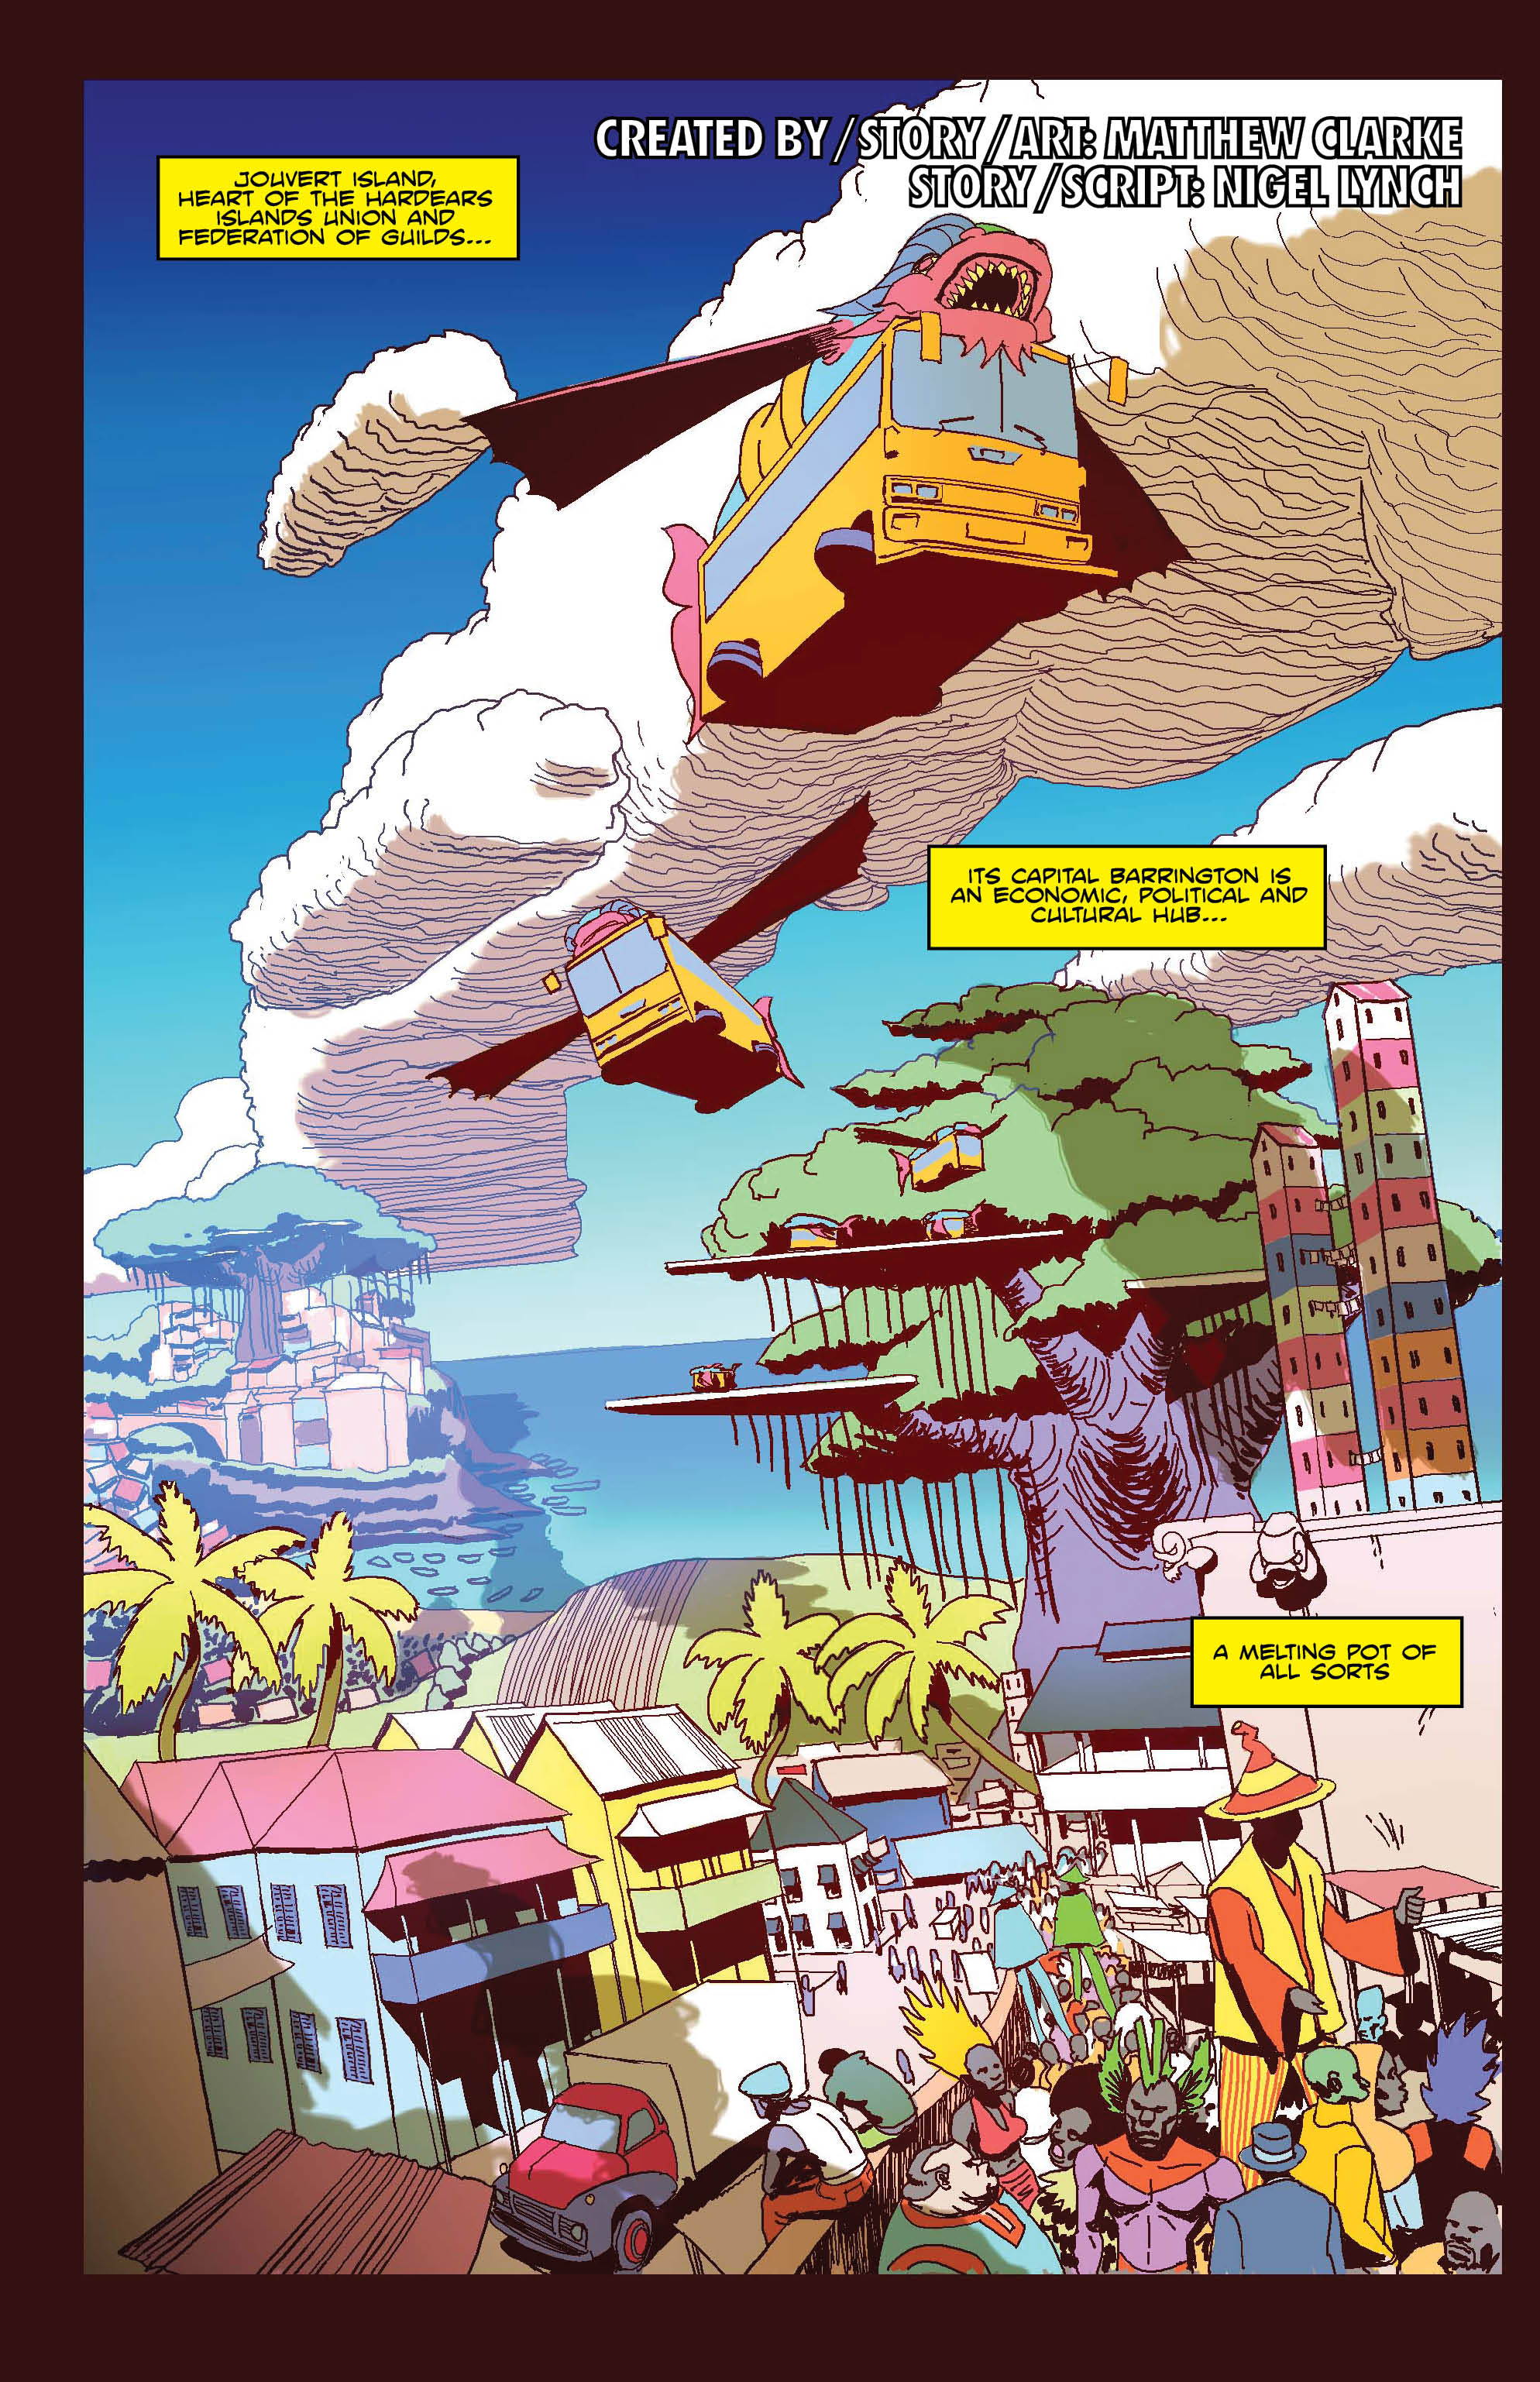 CREATED BY/STORY/ART: MATTHEW CLARKE
STORY/SCRIPT: NIGEL LYNCH
JOUVERT ISLAND,
HEART OF THE HARDEARS
ISLANDS UNION AND
FEDERATION OF GUILDS...
ITS CAPITAL BARRINGTON IS
AN ECONOMIC, POLITICAL AND
CULTURAL HUB...
A MELTING POT OF
ALL SORTS